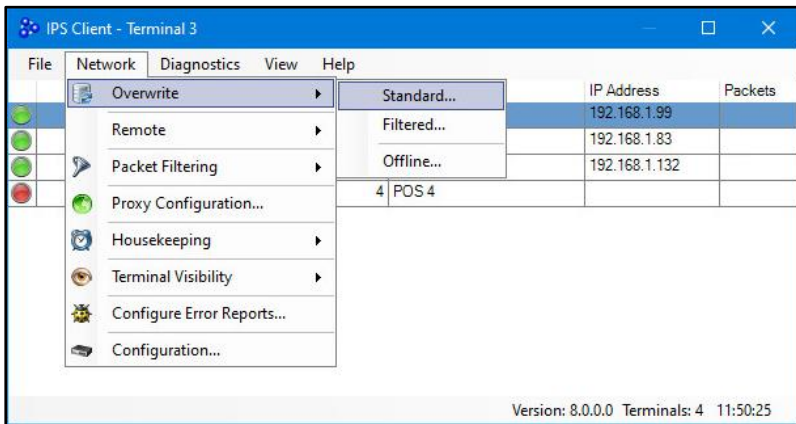 IPS Client - Terminal 3
File Network Diagnostics View Help
IP Address Packets
Overwrite
Standard...
192.168.1.99
Remote
Filtered...
192.168.1.83
Packet Filtering
Offline...
192.168.1.132
4 POS 4
Proxy Configuration...
Housekeeping
Terminal Visibility
Configure Error Reports...
Configuration...
Version: 8.0.0.0 Terminals: 4 11:50:25